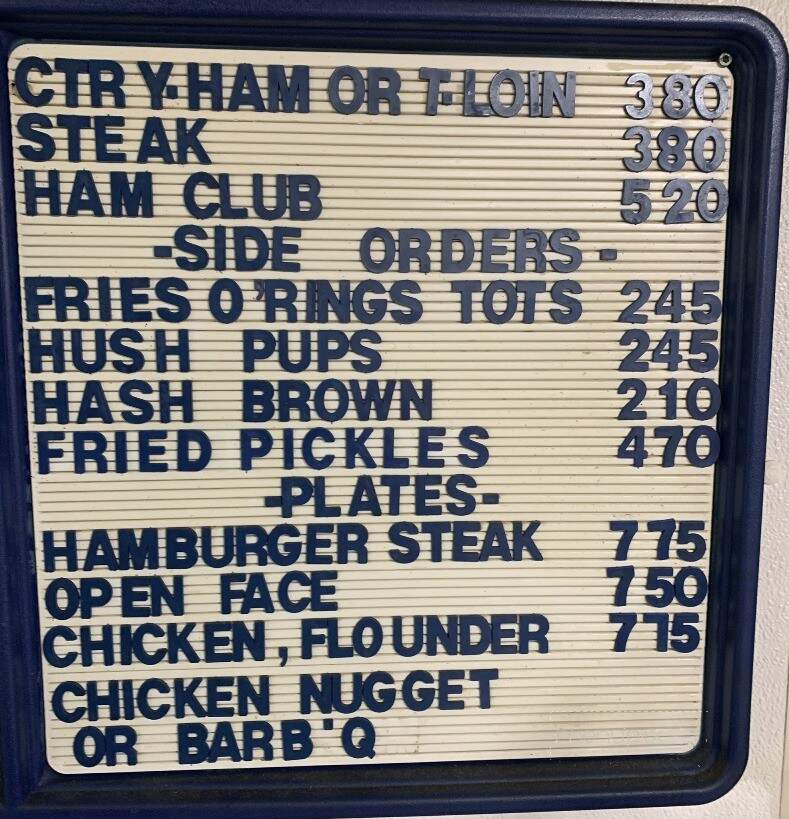 CTRY-HAM OR T-LOIN 380
STEAK 380
HAM CLUB 520
-SIDE ORDERS-
FRIES O'RINGS TOTS 245
HUSH PUPS 245
HASH BROWN 210
FRIED PICKLES 470
-PLATES-
HAMBURGER STEAK 775
OPEN FACE 750
CHICKEN, FLOUNDER 775
CHICKEN NUGGET
OR BARB'Q